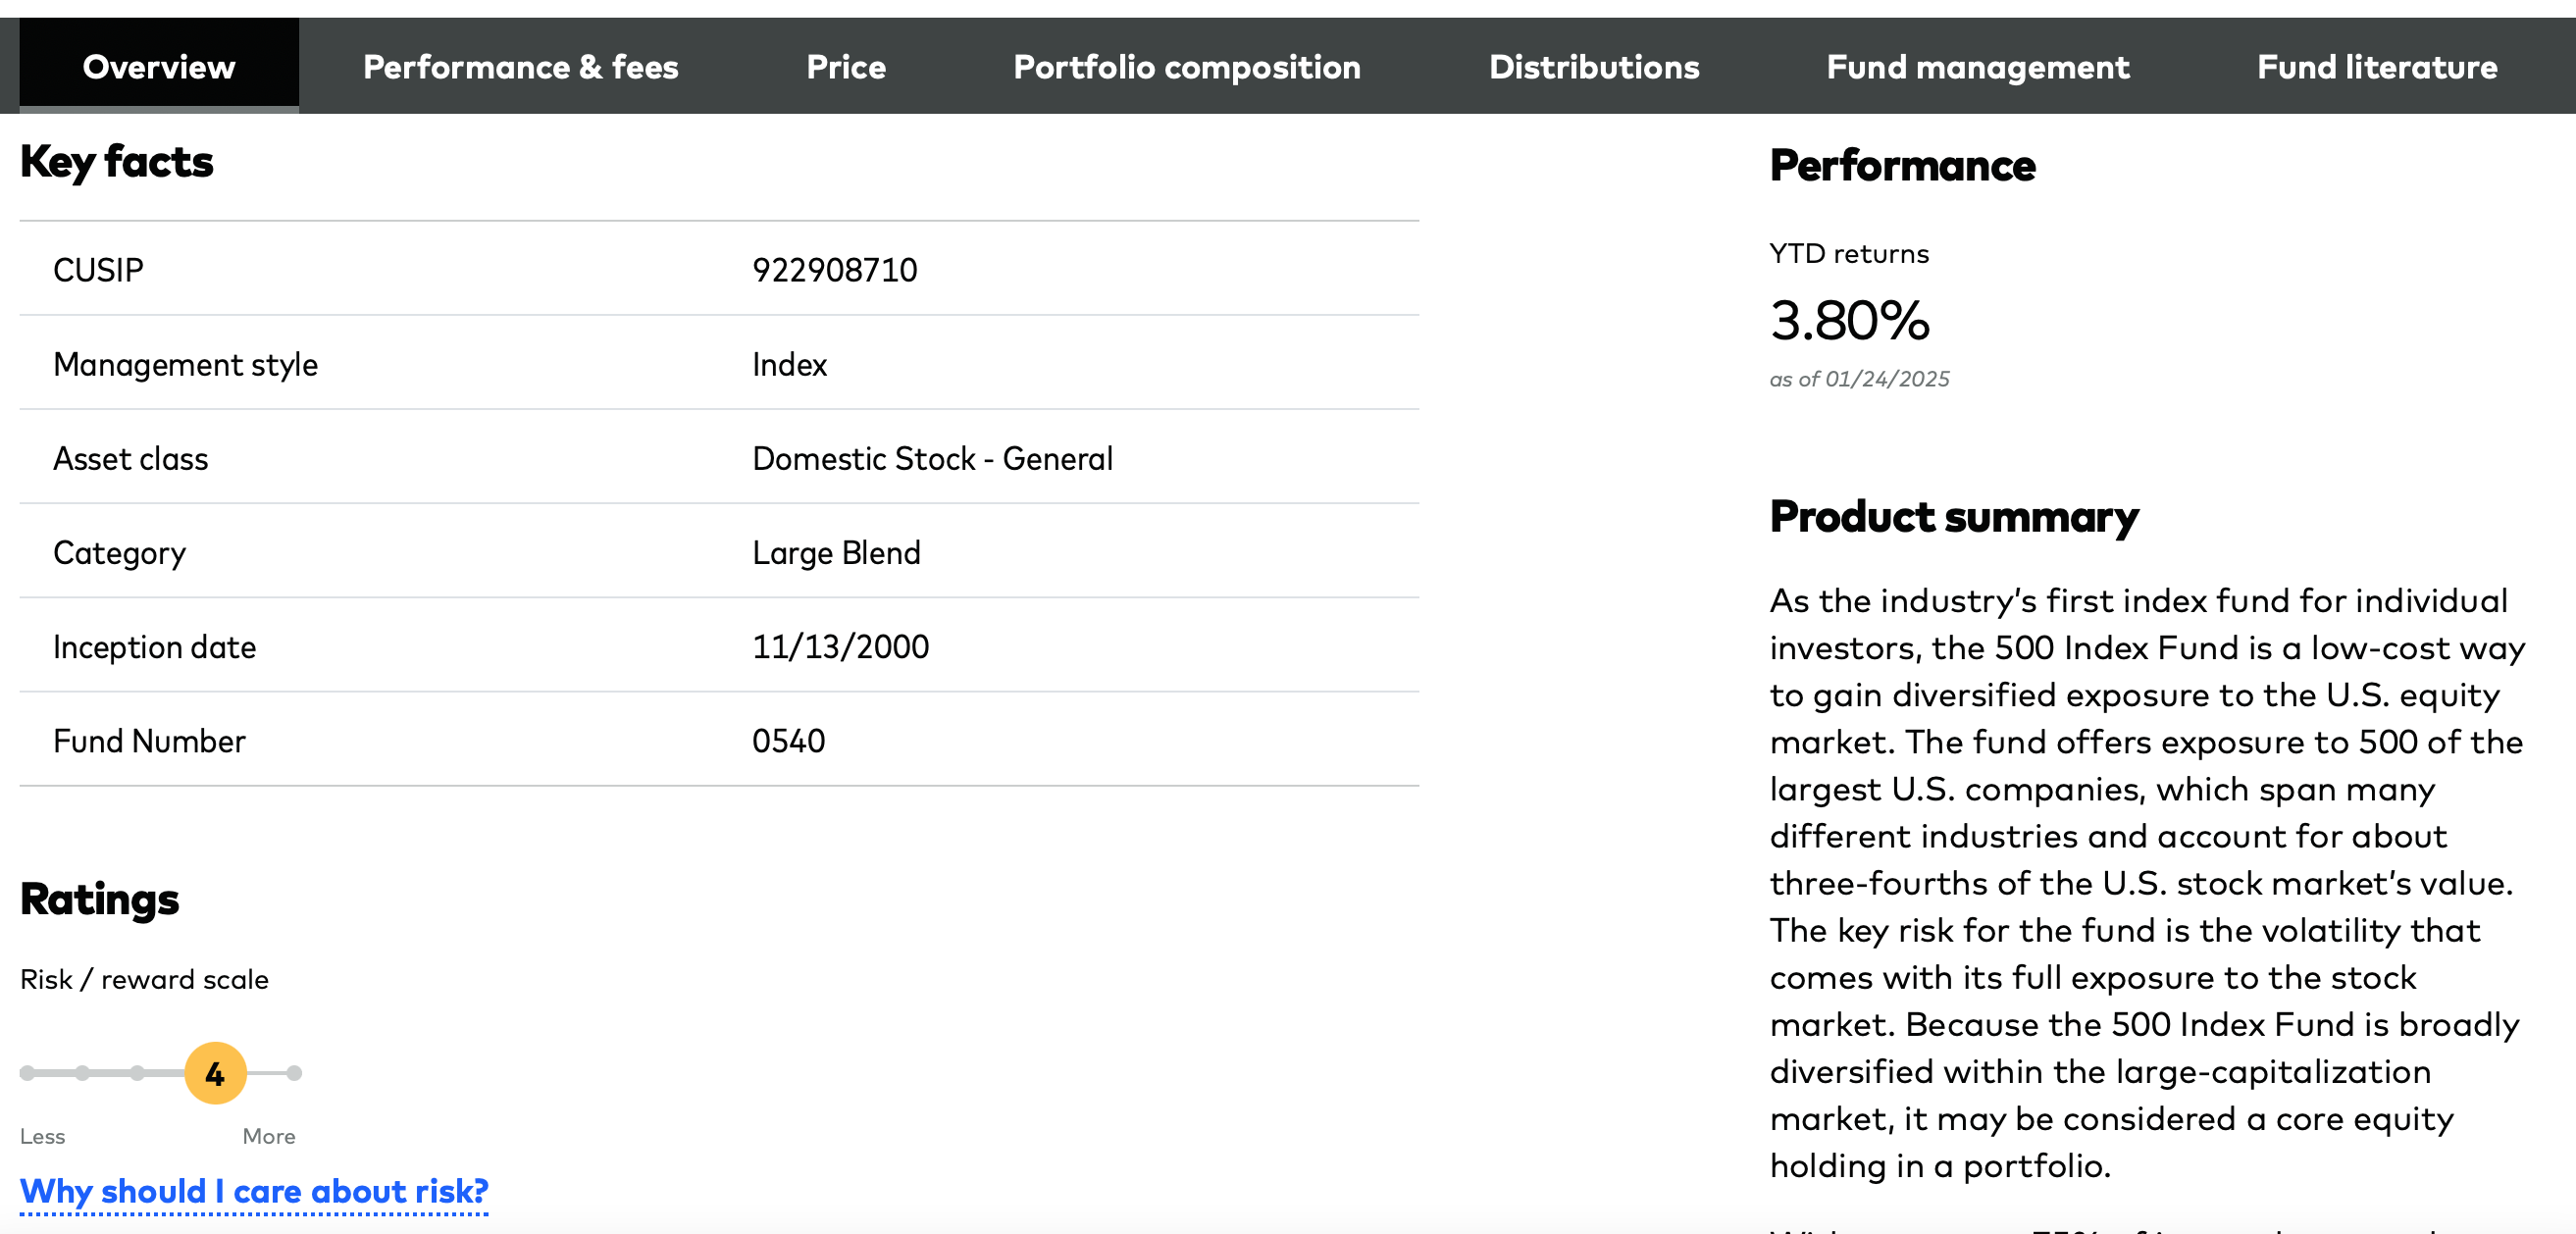 Overview Performance & fees Price Portfolio composition Distributions Fund management Fund literature
Key facts
CUSIP 922908710
Management style Index
Asset class Domestic Stock - General
Category Large Blend
Inception date 11/13/2000
Fund Number 0540
Ratings
Risk / reward scale
4
Less More
Why should I care about risk?
Performance
YTD returns
3.80%
as of 01/24/2025
Product summary
As the industry’s first index fund for individual
investors, the 500 Index Fund is a low-cost way
to gain diversified exposure to the U.S. equity
market. The fund offers exposure to 500 of the
largest U.S. companies, which span many
different industries and account for about
three-fourths of the U.S. stock market’s value.
The key risk for the fund is the volatility that
comes with its full exposure to the stock
market. Because the 500 Index Fund is broadly
diversified within the large-capitalization
market, it may be considered a core equity
holding in a portfolio.